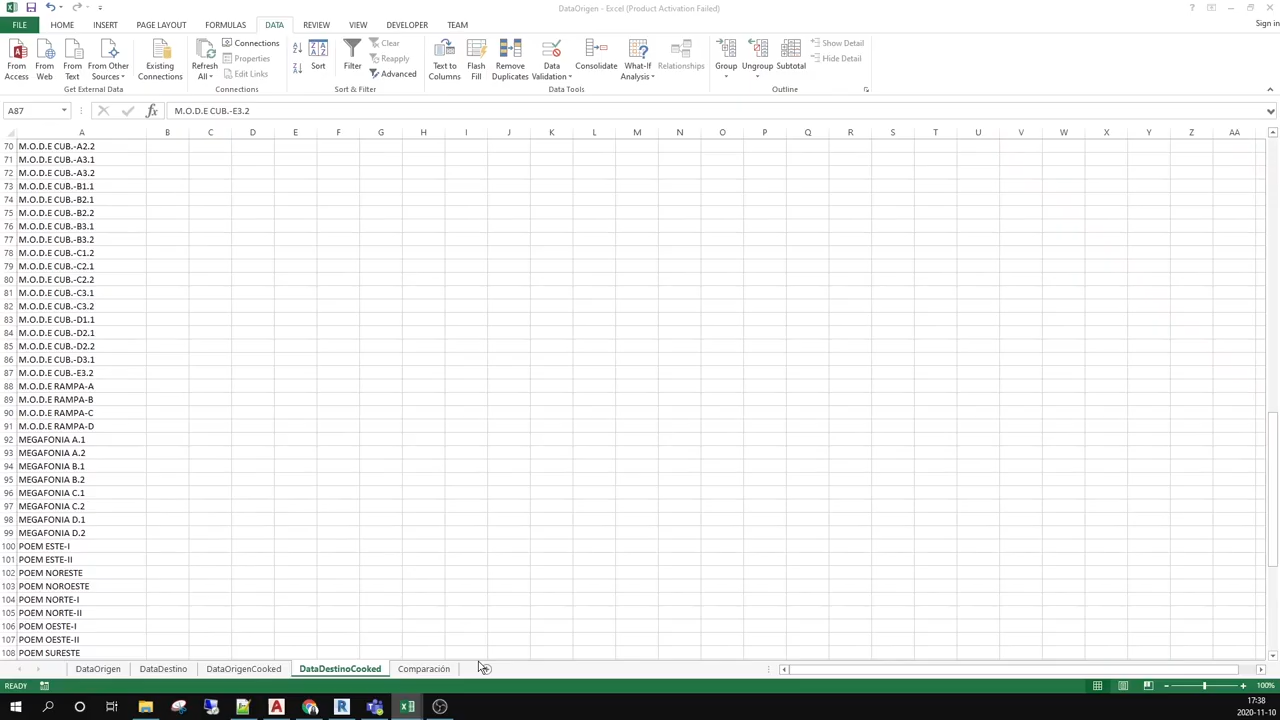 DataOrigen - Excel (Product Activation Failed)
FILE HOME INSERT PAGE LAYOUT FORMULAS DATA REVIEW VIEW DEVELOPER TEAM Sign in
From Access
From Web
From Text
From Other Sources
Existing Connections
Get External Data
Refresh All
Connections
Properties
Edit Links
Connections
Sort
Filter
Clear
Reapply
Advanced
Sort & Filter
Text to Columns
Flash Fill
Remove Duplicates
Data Validation
Consolidate
What-If Analysis
Relationships
Data Tools
Group
Ungroup
Subtotal
Show Detail
Hide Detail
Outline
A87 fx M.O.D.E CUB.-E3.2
A B C D E F G H I J K L M N O P Q R S T U V W X Y Z AA
70 M.O.D.E CUB.-A2.2
71 M.O.D.E CUB.-A3.1
72 M.O.D.E CUB.-A3.2
73 M.O.D.E CUB.-B1.1
74 M.O.D.E CUB.-B2.1
75 M.O.D.E CUB.-B2.2
76 M.O.D.E CUB.-B3.1
77 M.O.D.E CUB.-B3.2
78 M.O.D.E CUB.-C1.2
79 M.O.D.E CUB.-C2.1
80 M.O.D.E CUB.-C2.2
81 M.O.D.E CUB.-C3.1
82 M.O.D.E CUB.-C3.2
83 M.O.D.E CUB.-D1.1
84 M.O.D.E CUB.-D2.1
85 M.O.D.E CUB.-D2.2
86 M.O.D.E CUB.-D3.1
87 M.O.D.E CUB.-E3.2
88 M.O.D.E RAMPA-A
89 M.O.D.E RAMPA-B
90 M.O.D.E RAMPA-C
91 M.O.D.E RAMPA-D
92 MEGAFONIA A.1
93 MEGAFONIA A.2
94 MEGAFONIA B.1
95 MEGAFONIA B.2
96 MEGAFONIA C.1
97 MEGAFONIA C.2
98 MEGAFONIA D.1
99 MEGAFONIA D.2
100 POEM ESTE-I
101 POEM ESTE-II
102 POEM NORESTE
103 POEM NOROESTE
104 POEM NORTE-I
105 POEM NORTE-II
106 POEM OESTE-I
107 POEM OESTE-II
108 POEM SURESTE
DataOrigen DataDestino DataOrigenCooked DataDestinoCooked Comparación
READY 100%
17:38
2020-11-10